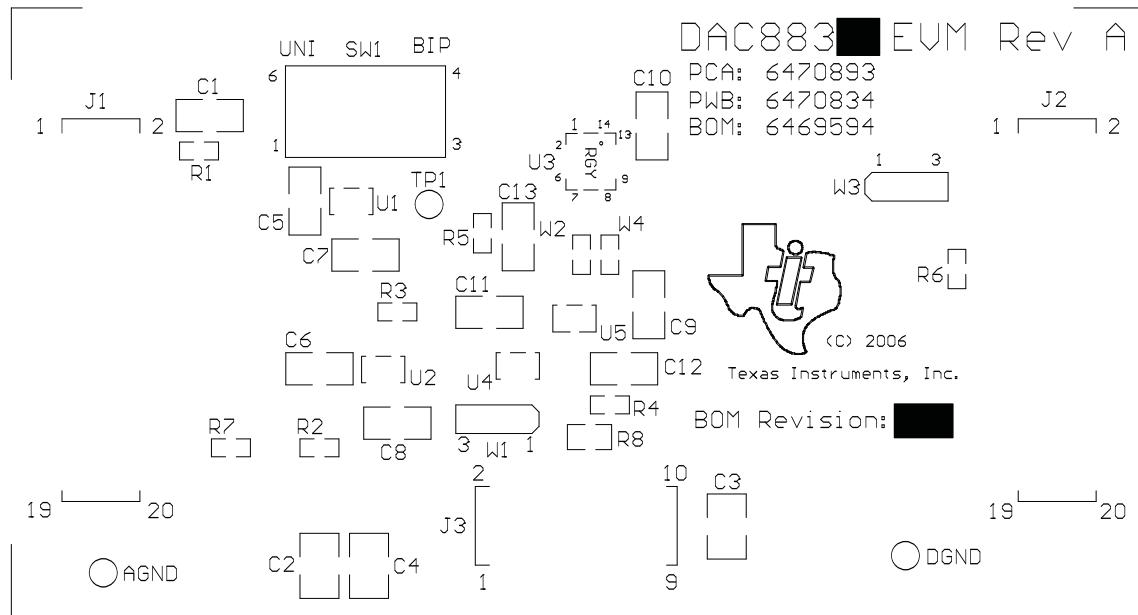 DAC883 EVM Rev A
UNI SW1 BIP
6 4
PCA: 6470893
C10
C1
PWB: 6470834
J1
J2
1 2
BOM: 6469594
1 2
1 14
13
2
1 3
R1
U3
RGY
1 3
6 9
7 8
TP1
W3
C5
U1
C13
R5
W2
W4
C7
R6
R3
C11
U5
C9
C6
(C) 2006
U2
U4
C12
Texas Instruments, Inc.
R4
BOM Revision:
R7
R2
C8
3 W1 1
R8
2 10
C3
19 20
J3
19 20
C2
C4
AGND
1 9
DGND